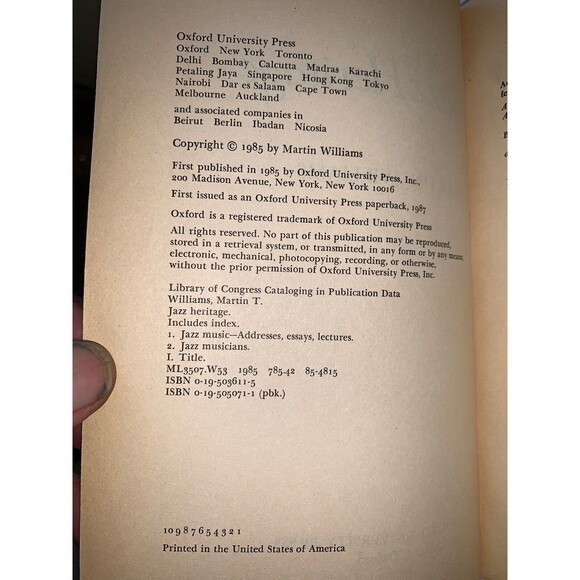 Oxford University Press
Oxford New York Toronto
Delhi Bombay Calcutta Madras Karachi
Petaling Jaya Singapore Hong Kong Tokyo
Nairobi Dar es Salaam Cape Town
Melbourne Auckland
and associated companies in
Beirut Berlin Ibadan Nicosia
Copyright © 1985 by Martin Williams
First published in 1985 by Oxford University Press, Inc.,
200 Madison Avenue, New York, New York 10016
First issued as an Oxford University Press paperback, 1987
Oxford is a registered trademark of Oxford University Press
All rights reserved. No part of this publication may be reproduced,
stored in a retrieval system, or transmitted, in any form or by any means,
electronic, mechanical, photocopying, recording, or otherwise,
without the prior permission of Oxford University Press, Inc.
Library of Congress Cataloging in Publication Data
Williams, Martin T.
Jazz heritage.
Includes index.
1. Jazz music—Addresses, essays, lectures.
2. Jazz musicians.
I. Title.
ML3507.W53 1985 785.42 85-4815
ISBN 0-19-503611-5
ISBN 0-19-505071-1 (pbk.)
10 9 8 7 6 5 4 3 2 1
Printed in the United States of America